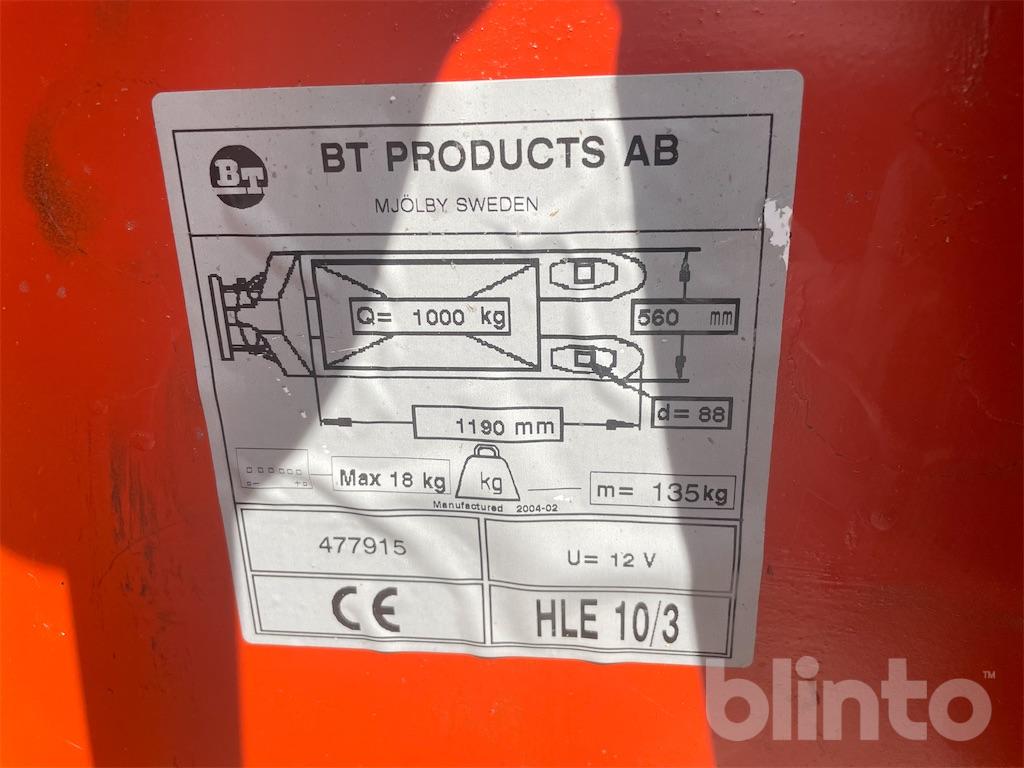 BT
BT PRODUCTS AB
MJÖLBY SWEDEN
Q= 1000 kg
560 mm
d= 88
1190 mm
Max 18 kg
kg
m= 135kg
Manufactured 2004-02
477915
U= 12 V
CE
HLE 10/3
blinto™